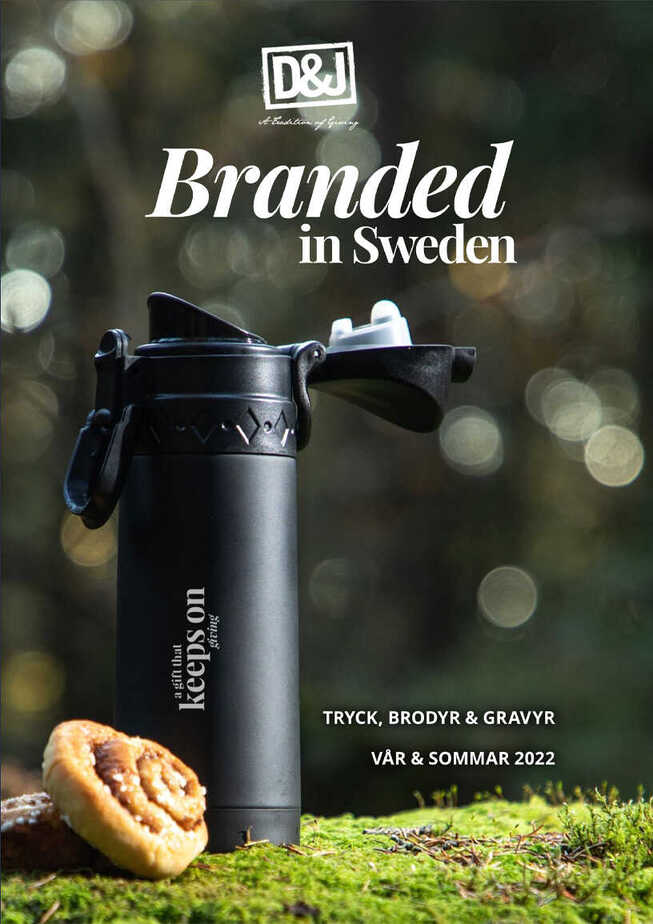 D&J
A Tradition of Giving
Branded
in Sweden
a gift that
keeps on
giving
TRYCK, BRODYR & GRAVYR
VÅR & SOMMAR 2022